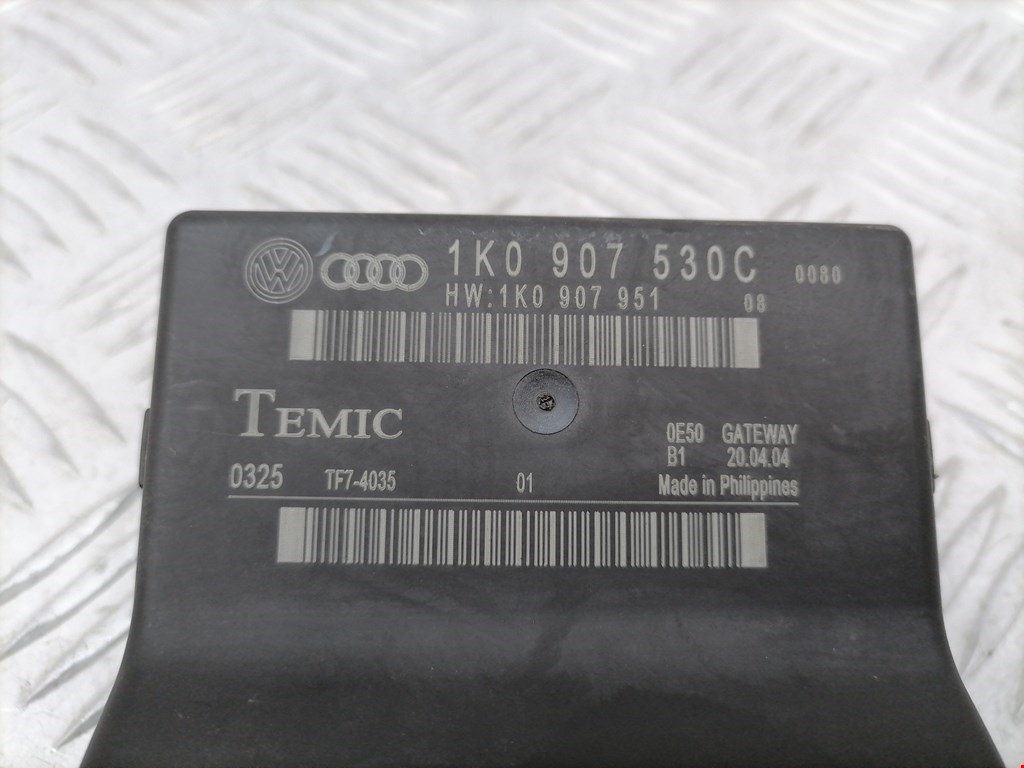 1K0 907 530C 0080
HW:1K0 907 951 08
TEMIC
0E50 GATEWAY
B1 20.04.04
0325 TF7-4035 01 Made in Philippines